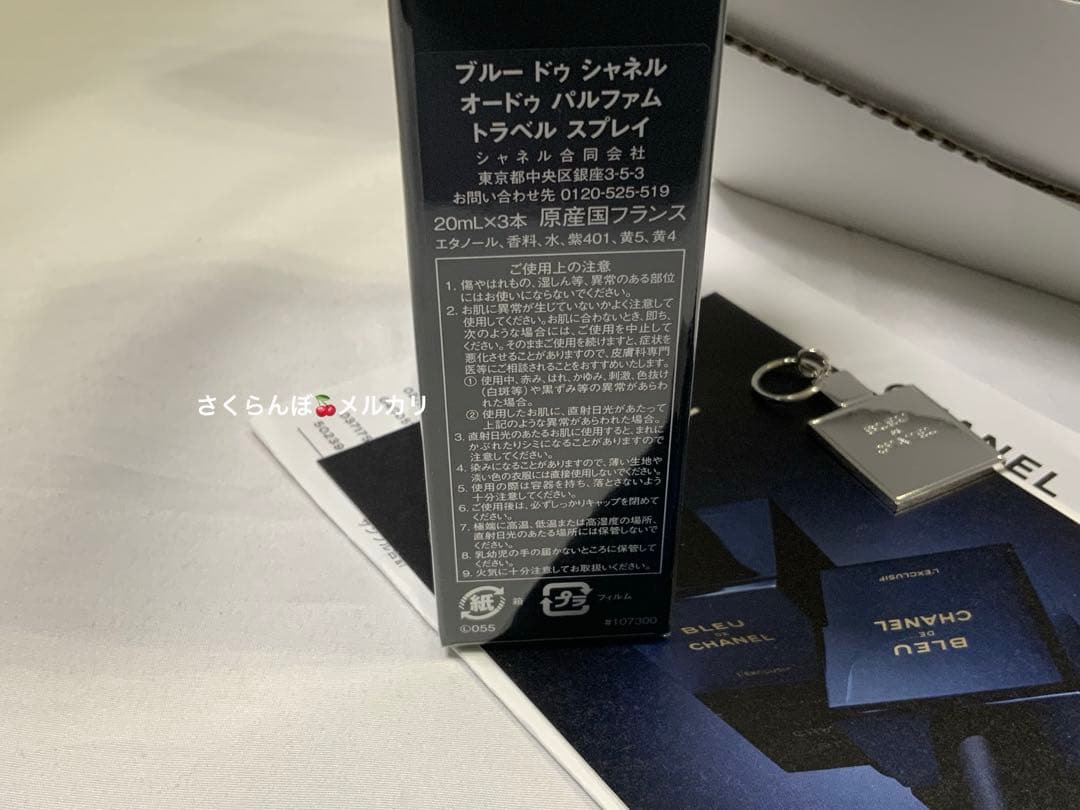 ブルー ドゥ シャネル
オードゥ パルファム
トラベル スプレイ
シャネル合同会社
東京都中央区銀座3-5-3
お問い合わせ先 0120-525-519
20mL×3本 原産国フランス
エタノール、香料、水、紫401、黄5、黄4
ご使用上の注意
1. 傷やはれもの、湿しん等、異常のある部位
にはお使いにならないでください。
2. お肌に異常が生じていないかよく注意して
使用してください。お肌に合わないとき、即ち、
次のような場合には、ご使用を中止して
ください。そのままご使用を続けますと、症状を
悪化させることがありますので、皮膚科専門
医等にご相談されることをおすすめいたします。
① 使用中、赤み、はれ、かゆみ、刺激、色抜け
(白斑等)や黒ずみ等の異常があらわ
れた場合。
② 使用したお肌に、直射日光があたって
上記のような異常があらわれた場合。
3. 直射日光のあたるお肌に使用すると、まれに
かぶれたりシミになることがありますので
注意してください。
4. 染みになることがありますので、薄い生地や
淡い色の衣服には直接使用しないでください。
5. 使用の際は容器を持ち、落とさないよう
十分注意してください。
6. ご使用後は、必ずしっかりキャップを閉めて
ください。
7. 極端に高温、低温または高湿度の場所、
直射日光のあたる場所には保管しないで
ください。
8. 乳幼児の手の届かないところに保管して
ください。
9. 火気に十分注意してお取扱いください。
紙 箱 プラ フィルム
©055 #107300
さくらんぼ🍒メルカリ
50239
BLEU
DE
CHANEL
L'EXCLUSIF
BLEU
DE
CHANEL
L'EXCLUSIF